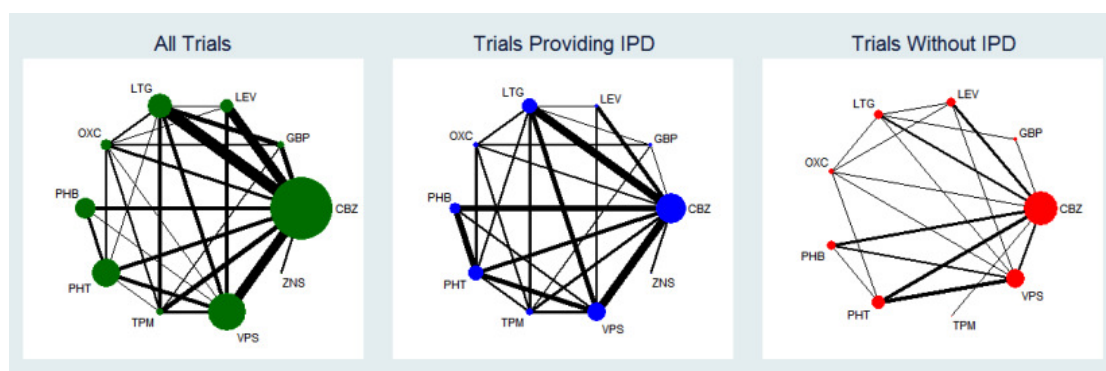 All Trials
LTG
LEV
OXC
GBP
PHB
CBZ
PHT
ZNS
TPM
VPS
Trials Providing IPD
LTG
LEV
OXC
GBP
PHB
CBZ
PHT
ZNS
TPM
VPS
Trials Without IPD
LEV
LTG
GBP
OXC
CBZ
PHB
VPS
PHT
TPM